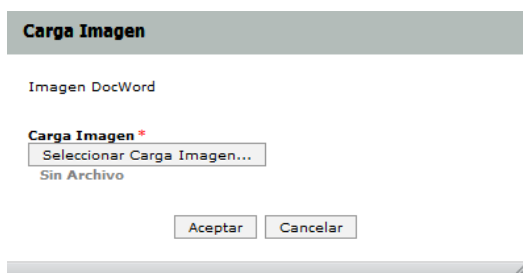 Carga Imagen
Imagen DocWord
Carga Imagen *
Seleccionar Carga Imagen...
Sin Archivo
Aceptar Cancelar